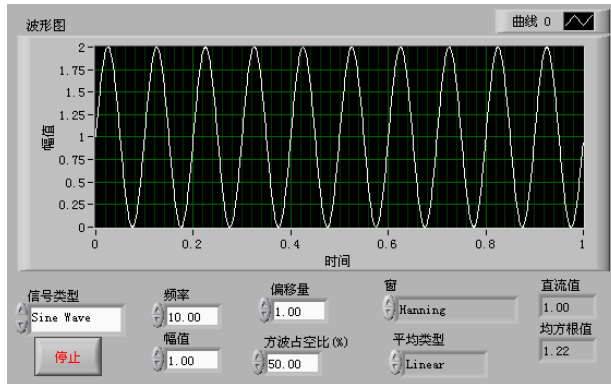 波形图
曲线 0
幅值
2
1.75
1.5
1.25
1
0.75
0.5
0.25
0
0
0.2
0.4
0.6
0.8
1
时间
信号类型
Sine Wave
频率
10.00
偏移量
1.00
窗
Hanning
直流值
1.00
停止
幅值
1.00
方波占空比(%)
50.00
平均类型
Linear
均方根值
1.22